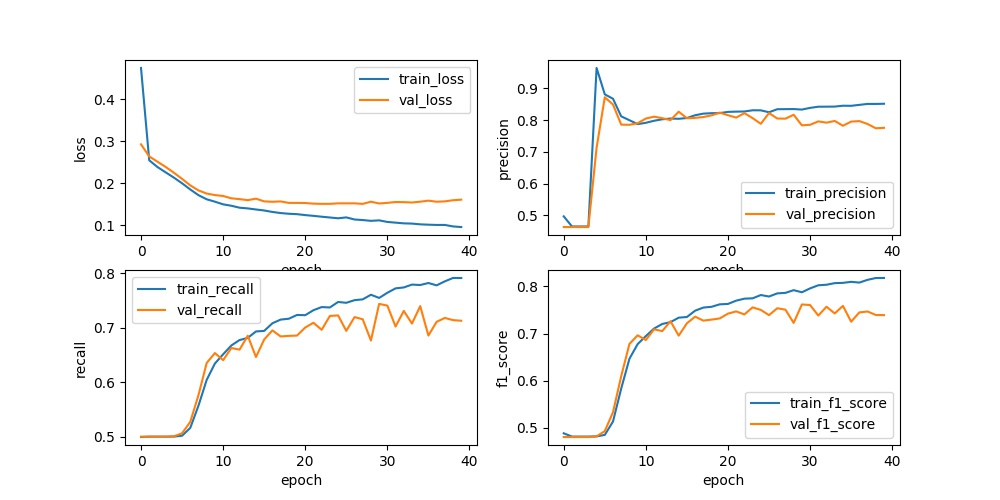 train_loss
val_loss
0.4
0.3
0.2
0.1
loss
0
10
20
30
40
epoch
train_precision
val_precision
0.9
0.8
0.7
0.6
0.5
precision
0
10
20
30
40
epoch
train_recall
val_recall
0.8
0.7
0.6
0.5
recall
0
10
20
30
40
epoch
train_f1_score
val_f1_score
0.8
0.7
0.6
0.5
f1_score
0
10
20
30
40
epoch